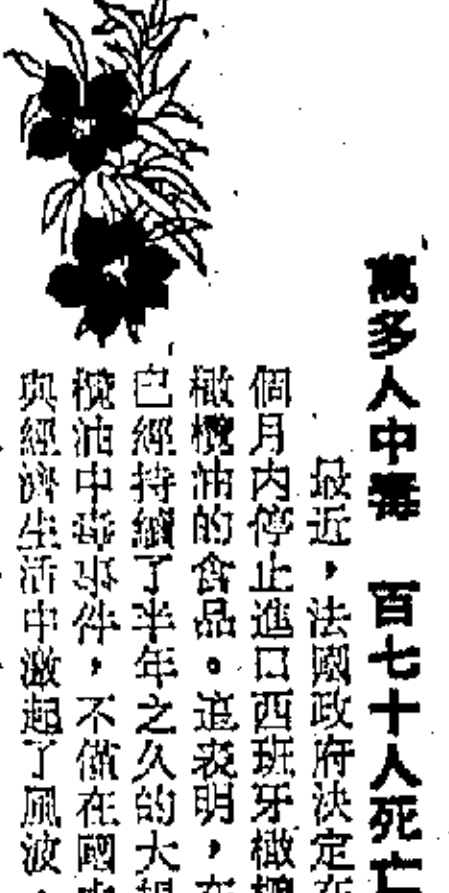 萬多人中毒　百七十人死亡
最近，法國政府決定在
個月內停止進口西班牙橄欖
橄欖油的食品。這表明，在
已經持續了半年之久的大規
欖油中毒事件，不僅在國
與經濟生活中激起了風波，